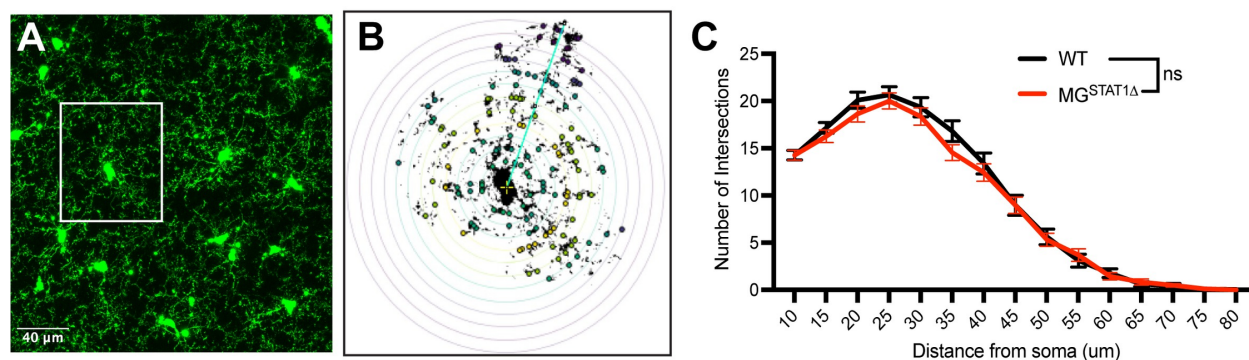 A
40 µm
B
C
Number of Intersections
25
20
15
10
5
0
WT
MGSTAT1Δ
ns
10
15
20
25
30
35
40
45
50
55
60
65
70
75
80
Distance from soma (um)